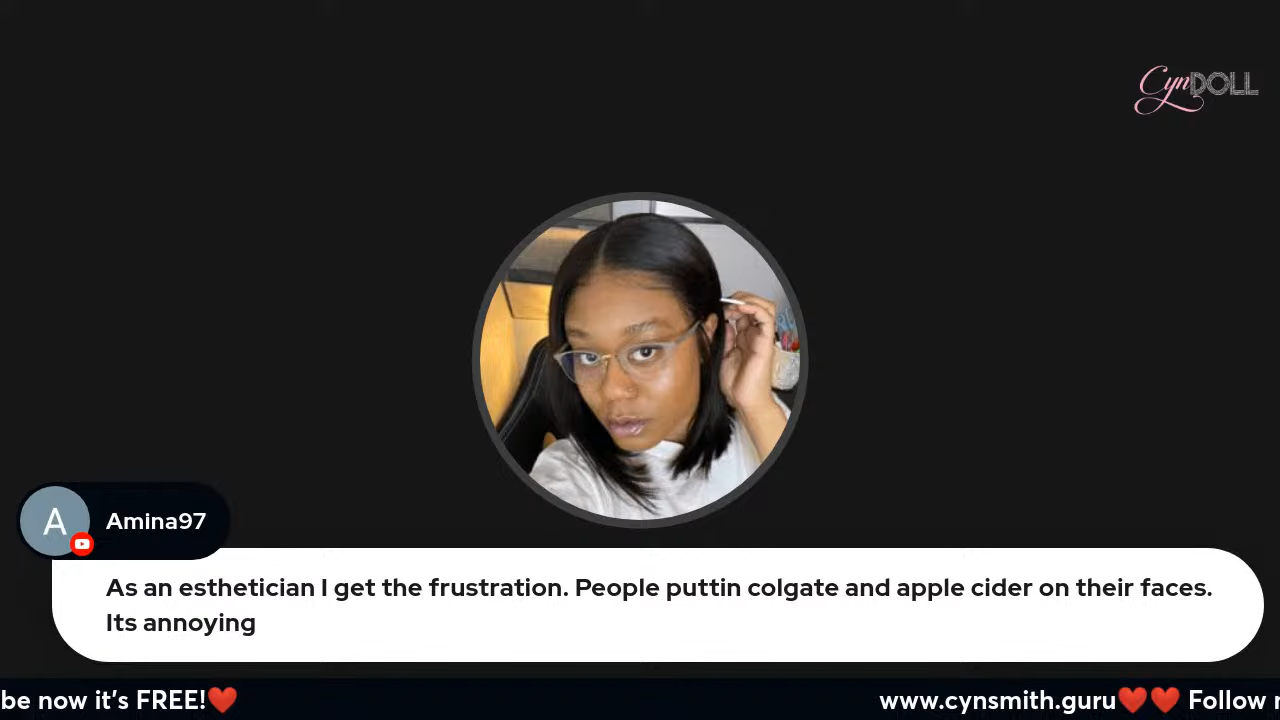 CynDOLL
A
Amina97
As an esthetician I get the frustration. People puttin colgate and apple cider on their faces.
Its annoying
be now it's FREE!❤️
www.cynsmith.guru❤️❤️ Follow